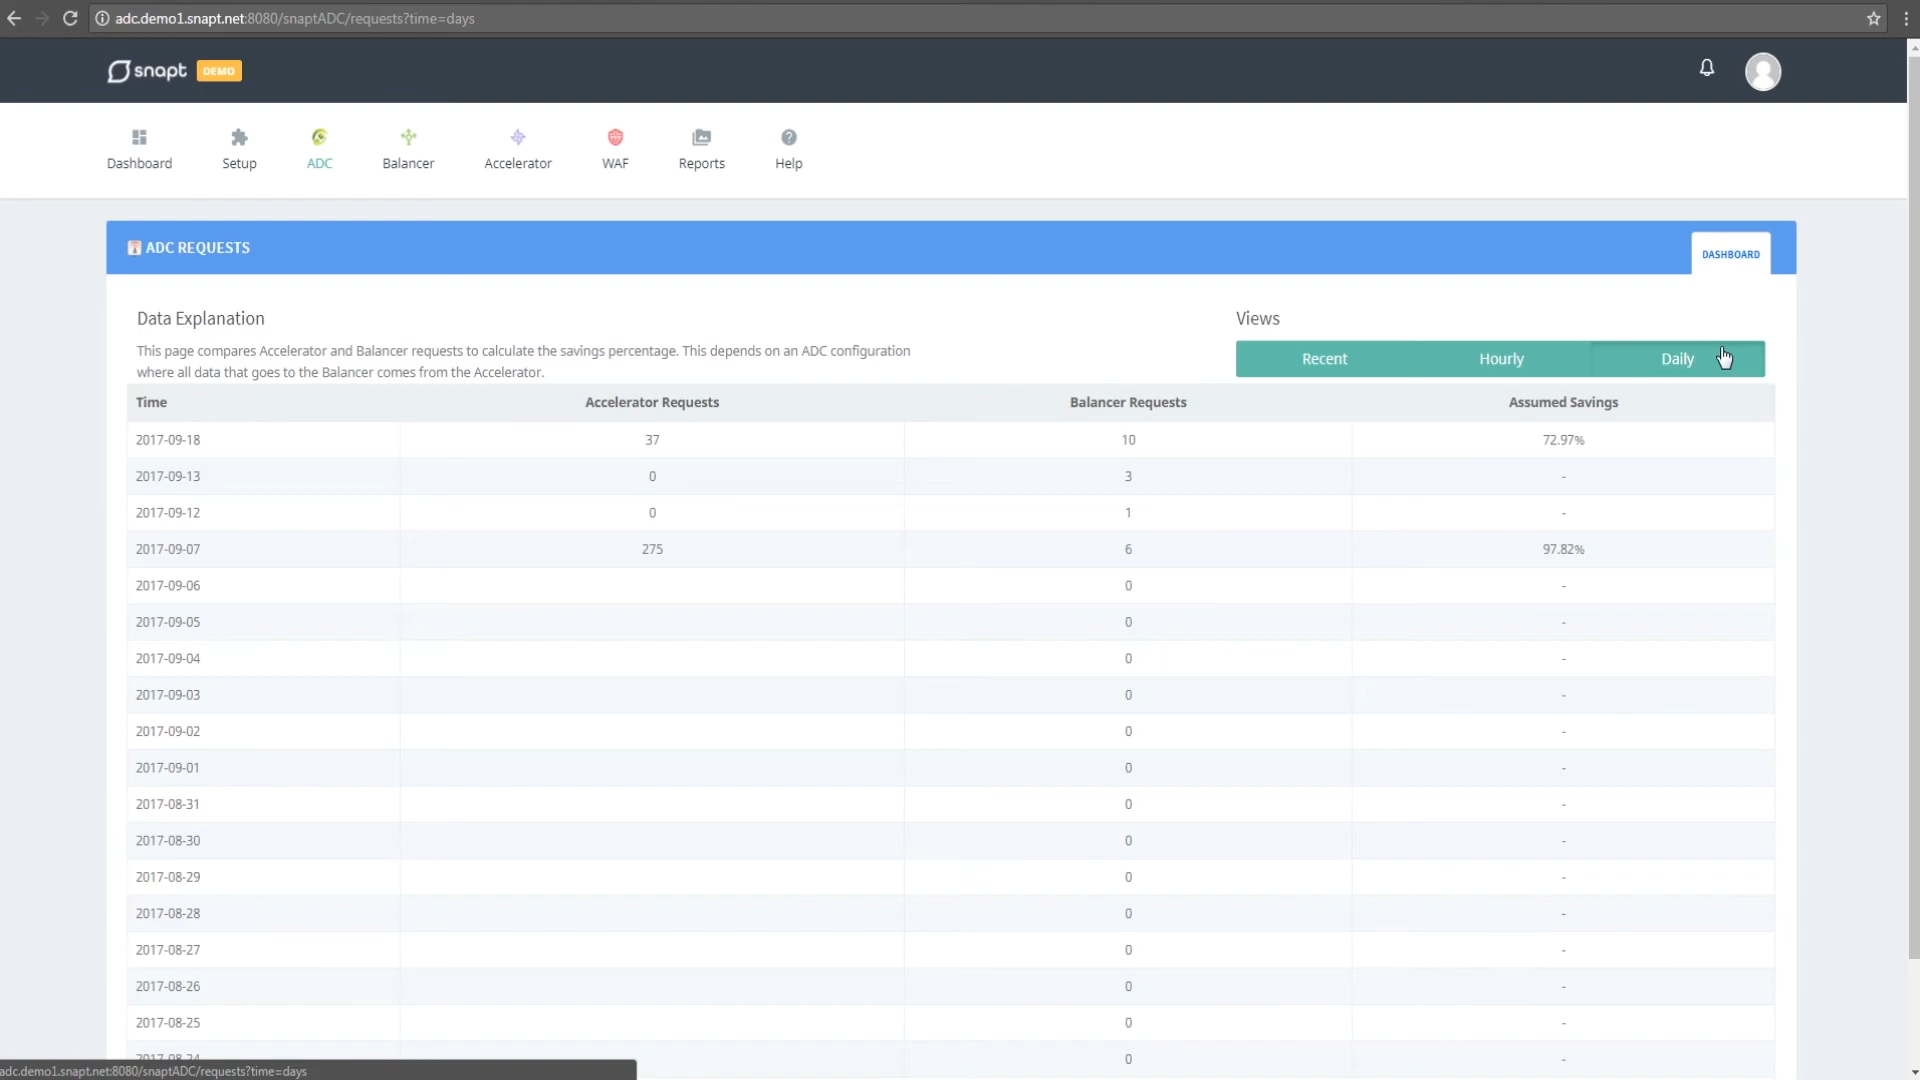 adc.demo1.snapt.net:8080/snaptADC/requests?time=days
snapt DEMO
Dashboard
Setup
ADC
Balancer
Accelerator
WAF
Reports
Help
ADC REQUESTS
DASHBOARD
Data Explanation
Views
This page compares Accelerator and Balancer requests to calculate the savings percentage. This depends on an ADC configuration
where all data that goes to the Balancer comes from the Accelerator.
Recent Hourly Daily
Time Accelerator Requests Balancer Requests Assumed Savings
2017-09-18 37 10 72.97%
2017-09-13 0 3 -
2017-09-12 0 1 -
2017-09-07 275 6 97.82%
2017-09-06 0 -
2017-09-05 0 -
2017-09-04 0 -
2017-09-03 0 -
2017-09-02 0 -
2017-09-01 0 -
2017-08-31 0 -
2017-08-30 0 -
2017-08-29 0 -
2017-08-28 0 -
2017-08-27 0 -
2017-08-26 0 -
2017-08-25 0 -
2017-08-24 0 -
adc.demo1.snapt.net:8080/snaptADC/requests?time=days